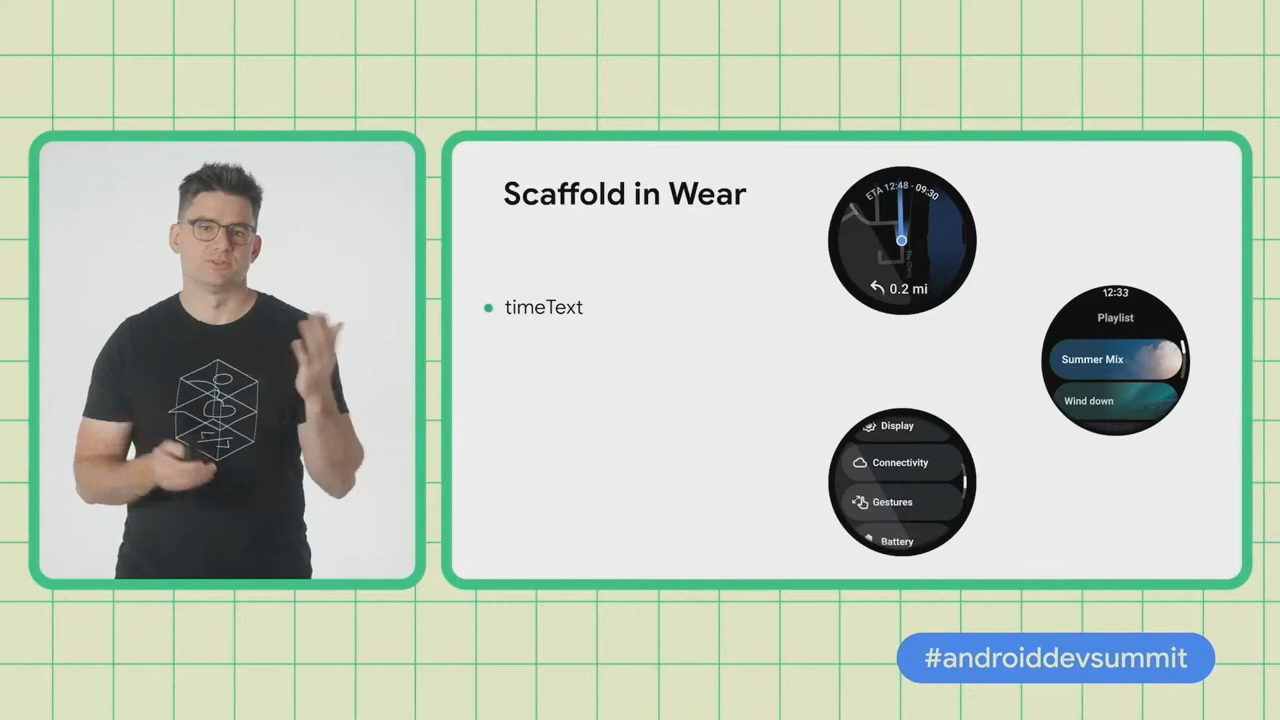 Scaffold in Wear
timeText
ETA 12:48 · 09:30
0.2 mi
12:33
Playlist
Summer Mix
Wind down
Display
Connectivity
Gestures
Battery
#androiddevsummit